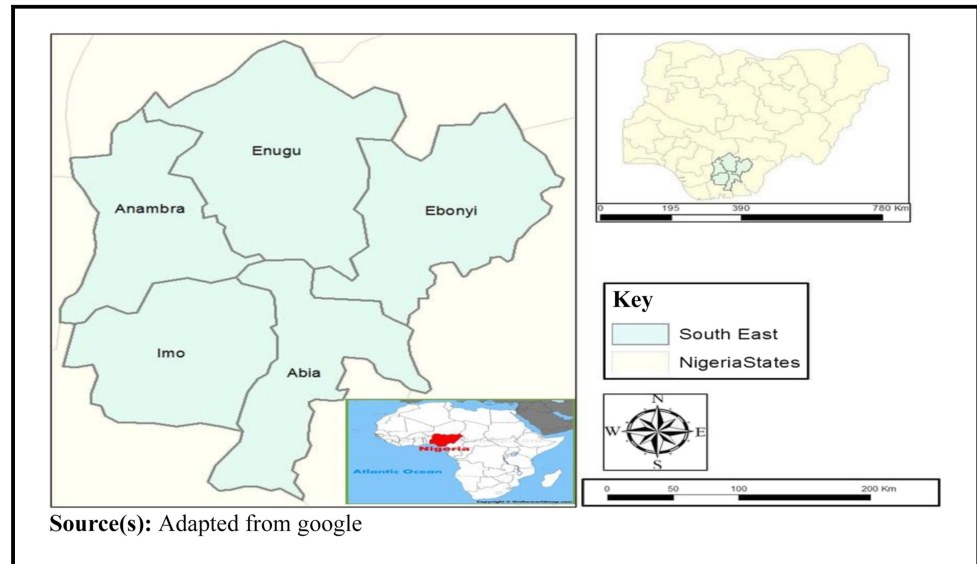 Enugu
Anambra
Ebonyi
Imo
Abia
Nigeria
Atlantic Ocean
0 195 390 780 Km
Key
South East
NigeriaStates
N
W E
S
0 50 100 200 Km
Source(s): Adapted from google